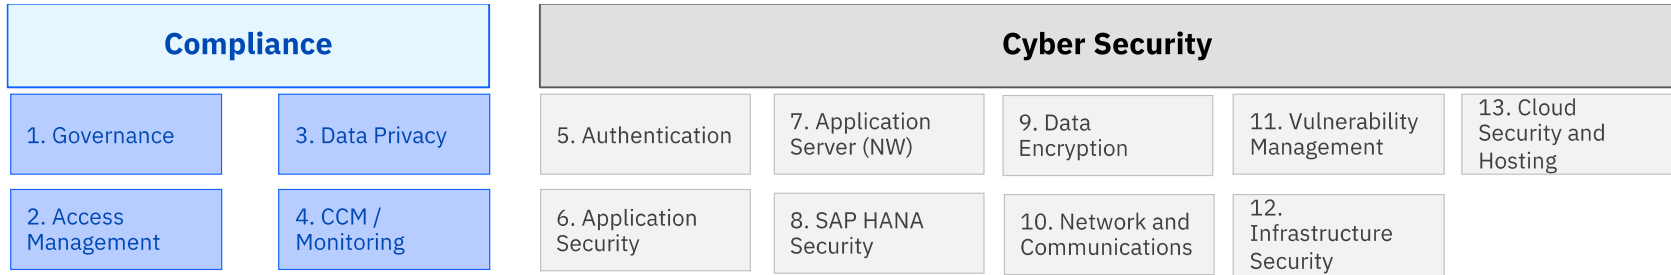 Compliance
Cyber Security
1. Governance
3. Data Privacy
5. Authentication
7. Application
Server (NW)
9. Data
Encryption
11. Vulnerability
Management
13. Cloud
Security and
Hosting
2. Access
Management
4. CCM /
Monitoring
6. Application
Security
8. SAP HANA
Security
10. Network and
Communications
12.
Infrastructure
Security